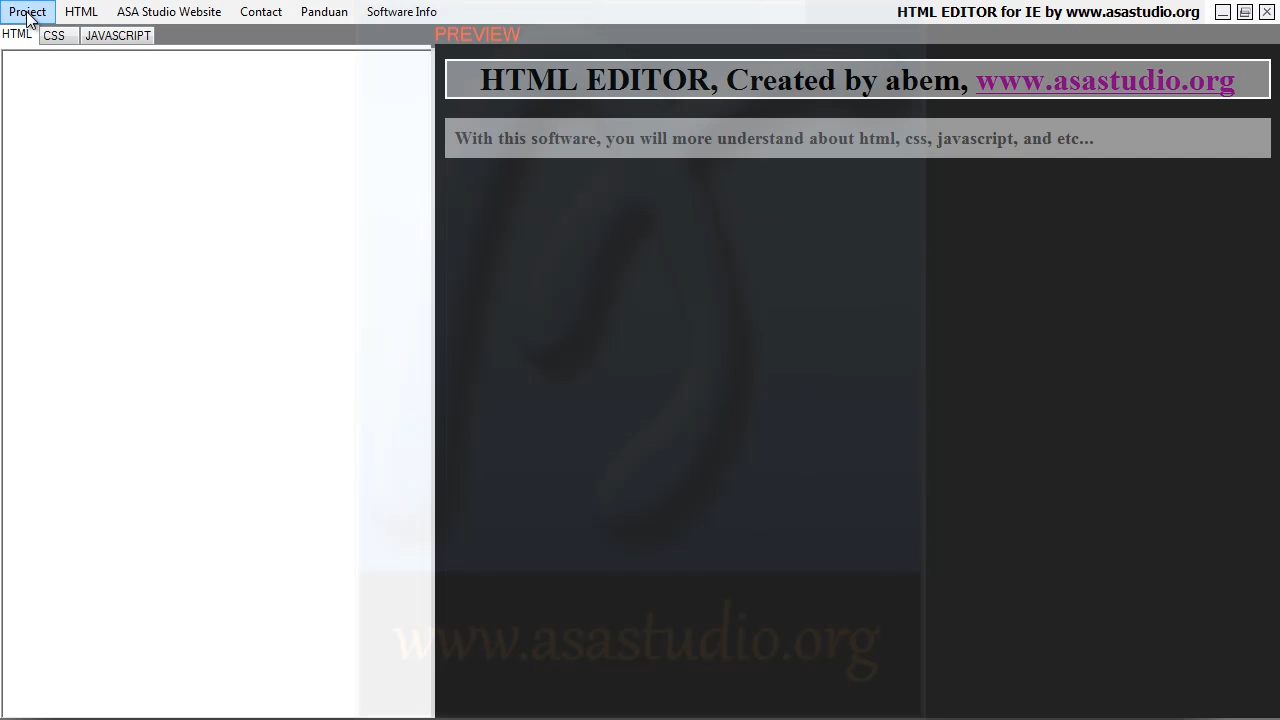 Project HTML ASA Studio Website Contact Panduan Software Info HTML EDITOR for IE by www.asastudio.org
HTML CSS JAVASCRIPT PREVIEW
HTML EDITOR, Created by abem, www.asastudio.org
With this software, you will more understand about html, css, javascript, and etc...
www.asastudio.org